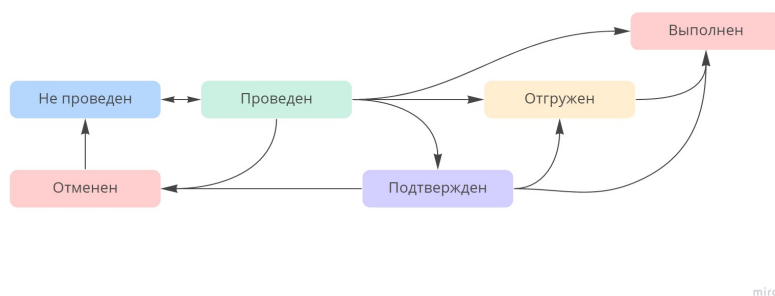 Выполнен
Не проведен
Проведен
Отгружен
Отменен
Подтвержден
miro